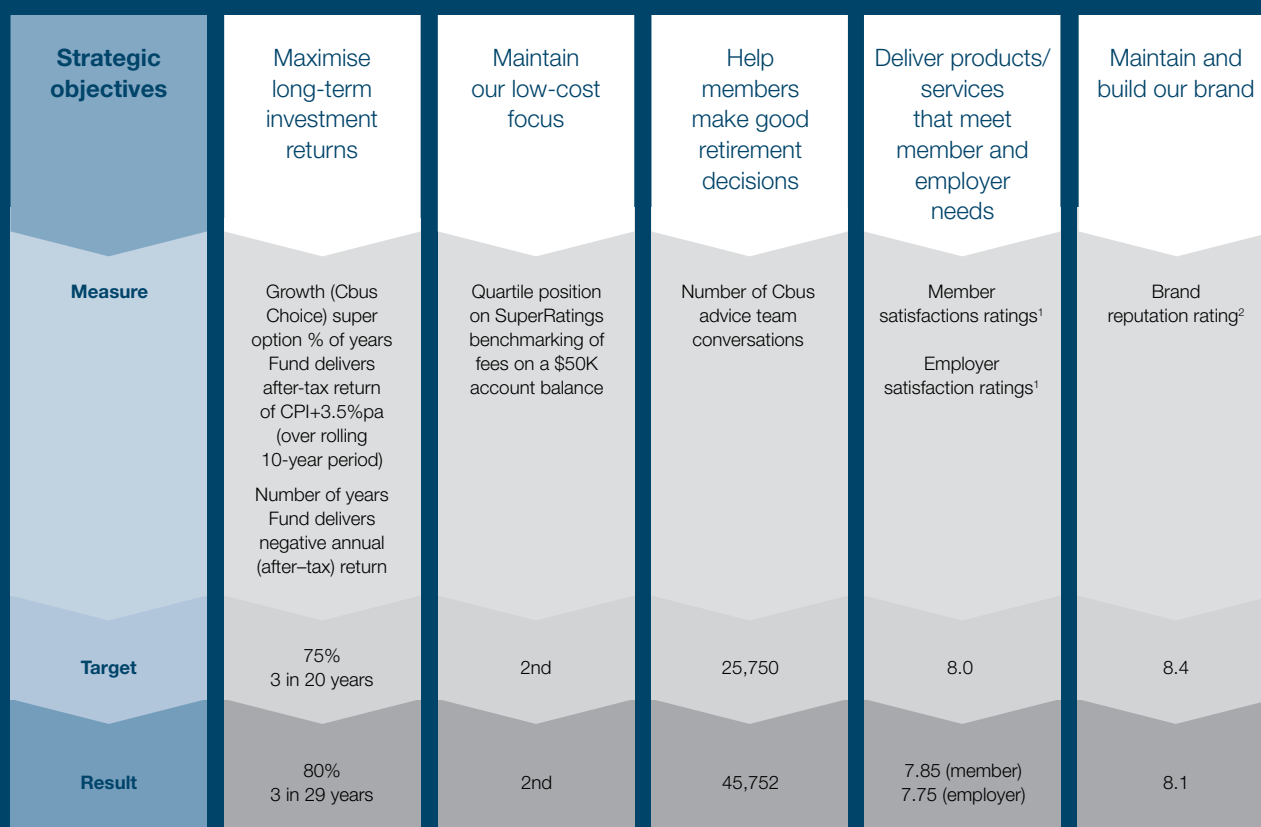 Strategic
objectives
Maximise
long-term
investment
returns
Maintain
our low-cost
focus
Help
members
make good
retirement
decisions
Deliver products/
services
that meet
member and
employer
needs
Maintain and
build our brand
Measure
Growth (Cbus
Choice) super
option % of years
Fund delivers
after-tax return
of CPI+3.5%pa
(over rolling
10-year period)
Number of years
Fund delivers
negative annual
(after–tax) return
Quartile position
on SuperRatings
benchmarking of
fees on a $50K
account balance
Number of Cbus
advice team
conversations
Member
satisfactions ratings¹
Employer
satisfaction ratings¹
Brand
reputation rating²
Target
75%
3 in 20 years
2nd
25,750
8.0
8.4
Result
80%
3 in 29 years
2nd
45,752
7.85 (member)
7.75 (employer)
8.1